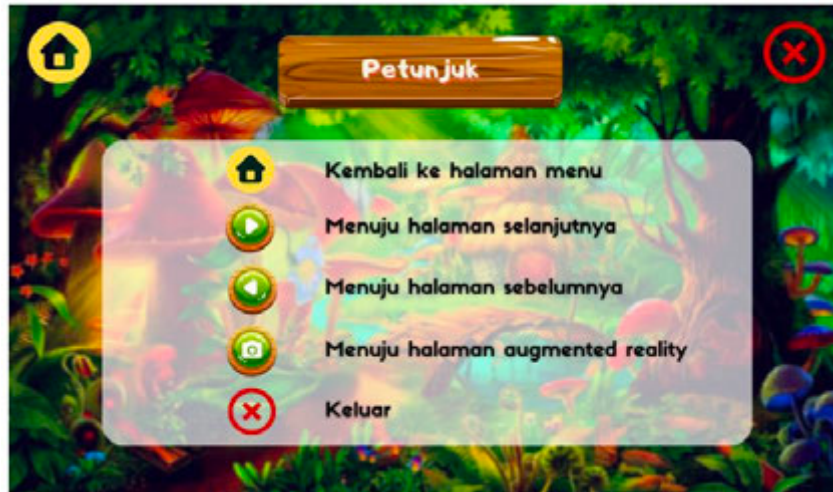 Petunjuk
Kembali ke halaman menu
Menuju halaman selanjutnya
Menuju halaman sebelumnya
Menuju halaman augmented reality
Keluar